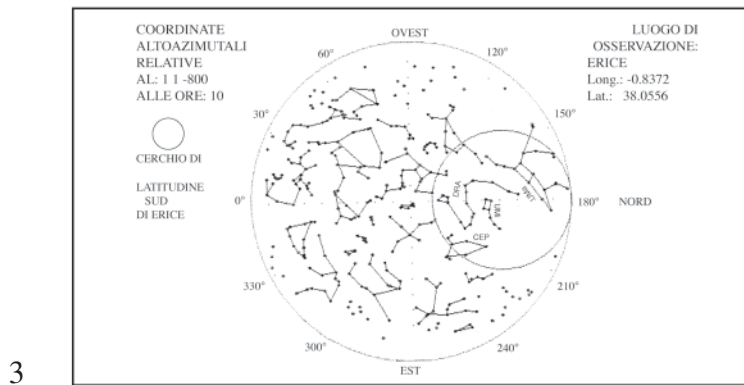 COORDINATE
ALTOAZIMUTALI
RELATIVE
AL: 1 1 -800
ALLE ORE: 10
CERCHIO DI
LATITUDINE
SUD
DI ERICE
OVEST
LUOGO DI
OSSERVAZIONE:
ERICE
Long.: -0.8372
Lat.: 38.0556
60°
120°
30°
150°
0°
180° NORD
330°
210°
300°
240°
EST
DRA
UMI
UMa
CEP
3